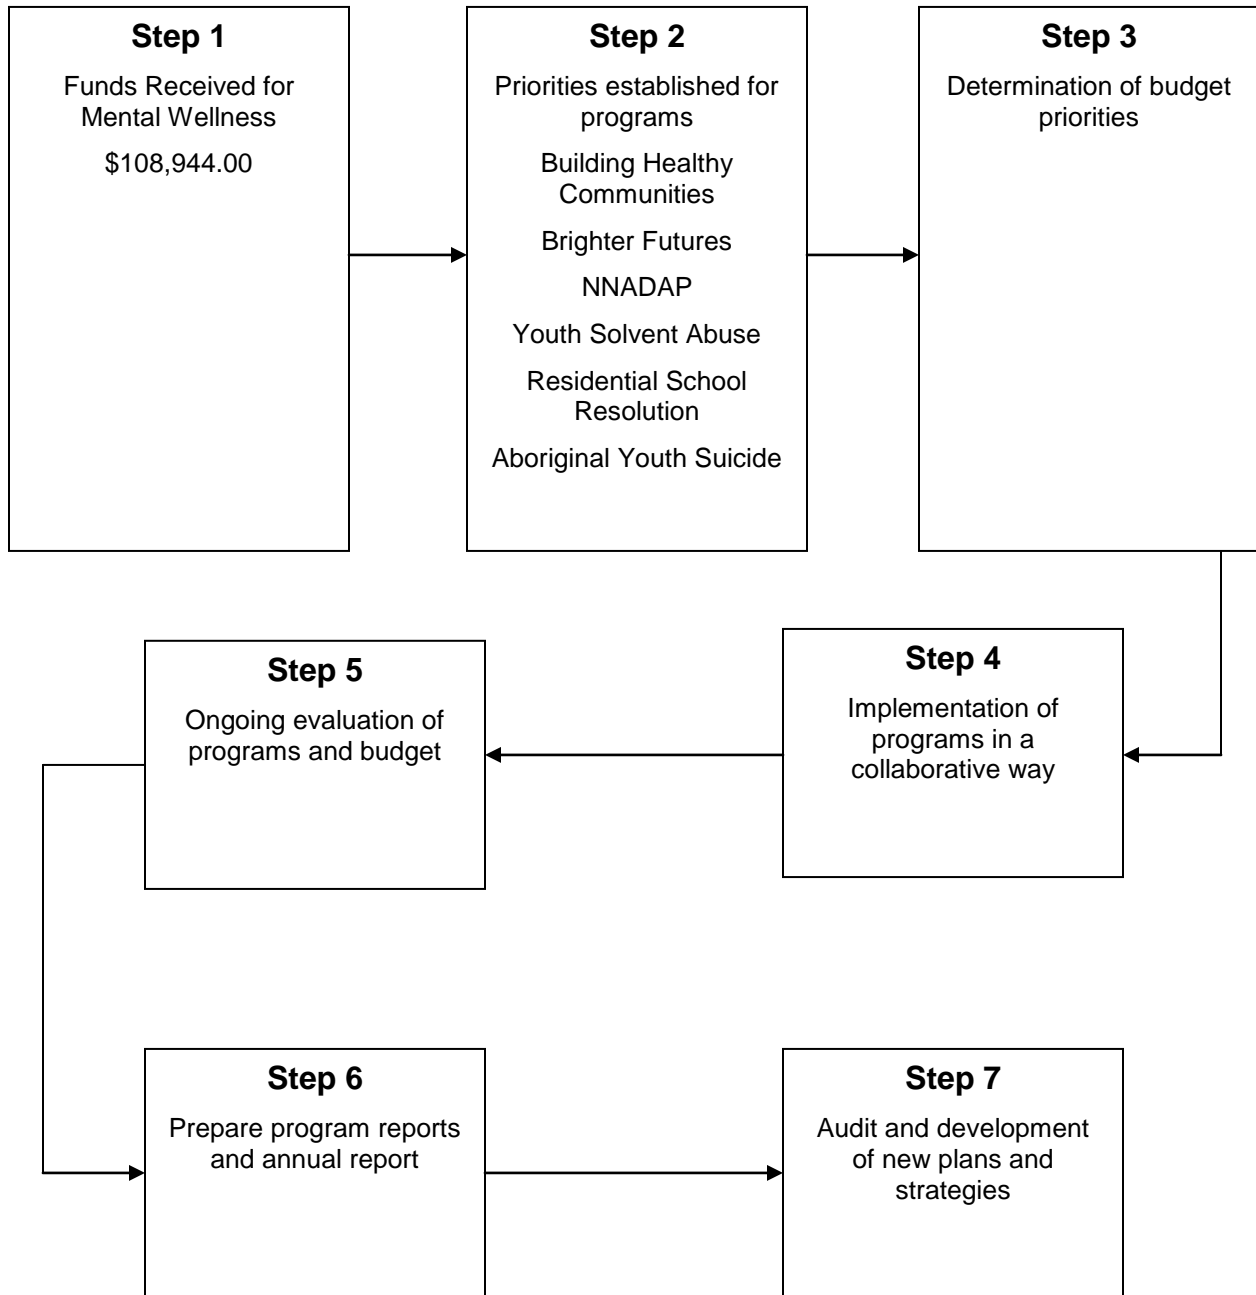 Step 1
Funds Received for
Mental Wellness
$108,944.00
Step 2
Priorities established for
programs
Building Healthy
Communities
Brighter Futures
NNADAP
Youth Solvent Abuse
Residential School
Resolution
Aboriginal Youth Suicide
Step 3
Determination of budget
priorities
Step 4
Implementation of
programs in a
collaborative way
Step 5
Ongoing evaluation of
programs and budget
Step 6
Prepare program reports
and annual report
Step 7
Audit and development
of new plans and
strategies